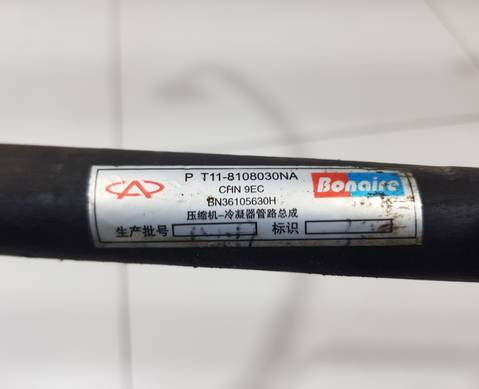 P T11-8108030NA
CRN 9EC
BN36105630H
Bonaire
压缩机-冷凝器管路总成
生产批号 标识